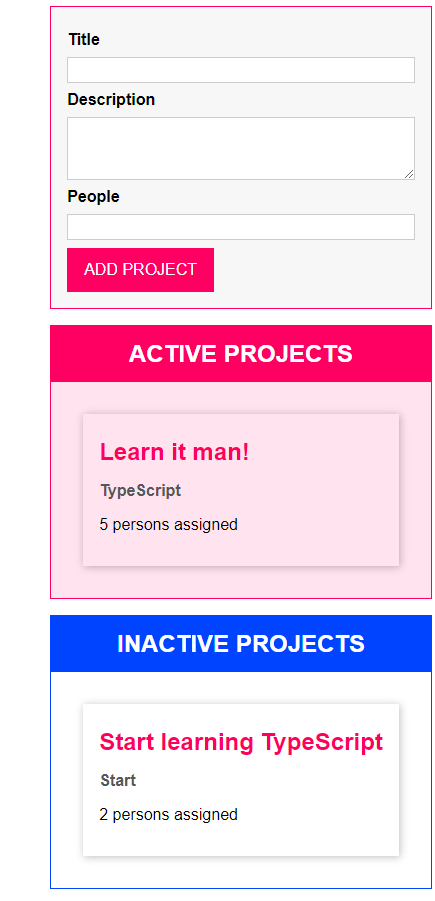 Title
Description
People
ADD PROJECT
ACTIVE PROJECTS
Learn it man!
TypeScript
5 persons assigned
INACTIVE PROJECTS
Start learning TypeScript
Start
2 persons assigned